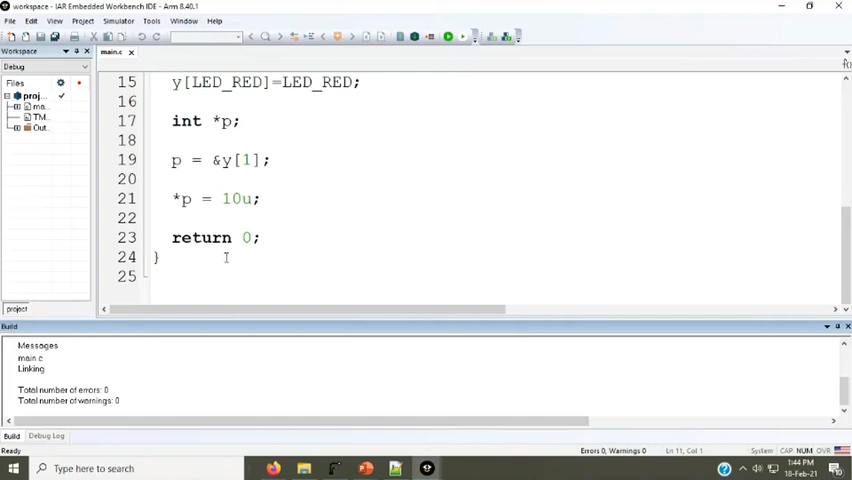 workspace - IAR Embedded Workbench IDE - Arm 8.40.1
File Edit View Project Simulator Tools Window Help
Workspace
main.c
Debug
Files
proj...
ma...
TM...
Out...
15 y[LED_RED]=LED_RED;
16
17 int *p;
18
19 p = &y[1];
20
21 *p = 10u;
22
23 return 0;
24 }
25
project
Build
Messages
main.c
Linking
Total number of errors: 0
Total number of warnings: 0
Build Debug Log
Ready Errors 0, Warnings 0 Ln 11, Col 1 System CAP NUM OVR
Type here to search
1:44 PM
18-Feb-21